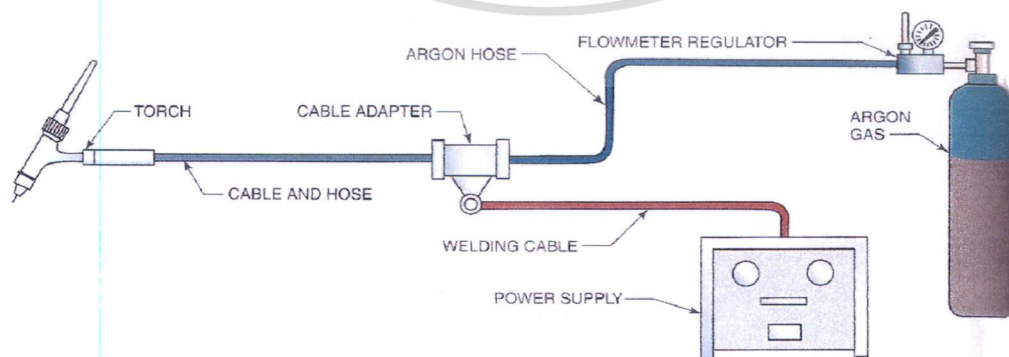 FLOWMETER REGULATOR
ARGON HOSE
TORCH
CABLE ADAPTER
ARGON
GAS
CABLE AND HOSE
WELDING CABLE
POWER SUPPLY